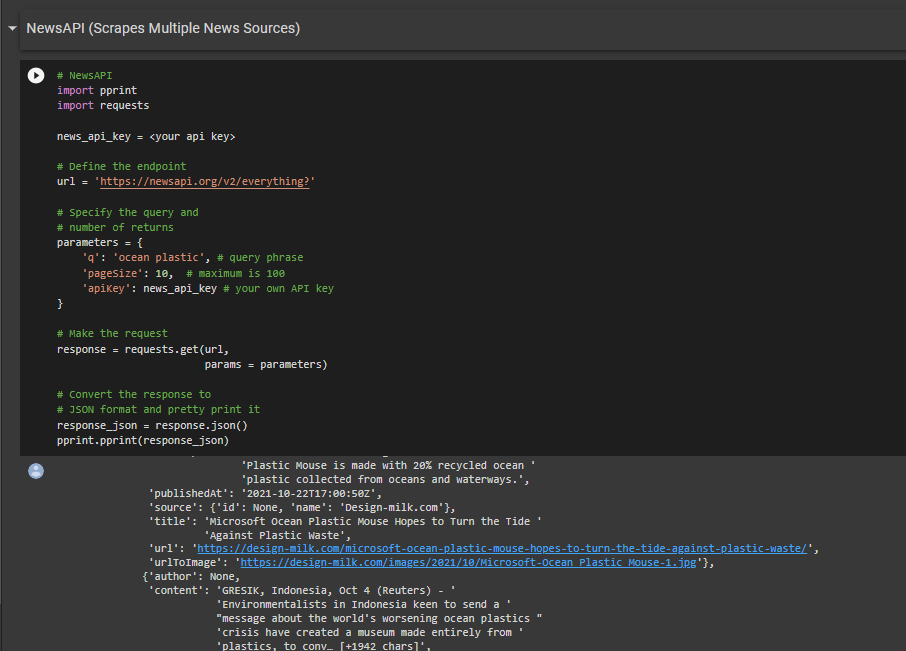 NewsAPI (Scrapes Multiple News Sources)
# NewsAPI
import pprint
import requests
news_api_key = <your api key>
# Define the endpoint
url = 'https://newsapi.org/v2/everything?'
# Specify the query and
# number of returns
parameters = {
'q': 'ocean plastic', # query phrase
'pageSize': 10, # maximum is 100
'apiKey': news_api_key # your own API key
}
# Make the request
response = requests.get(url,
params = parameters)
# Convert the response to
# JSON format and pretty print it
response_json = response.json()
pprint.pprint(response_json)
'Plastic Mouse is made with 20% recycled ocean '
'plastic collected from oceans and waterways.',
'publishedAt': '2021-10-22T17:00:50Z',
'source': {'id': None, 'name': 'Design-milk.com'},
'title': 'Microsoft Ocean Plastic Mouse Hopes to Turn the Tide '
'Against Plastic Waste',
'url': 'https://design-milk.com/microsoft-ocean-plastic-mouse-hopes-to-turn-the-tide-against-plastic-waste/',
'urlToImage': 'https://design-milk.com/images/2021/10/Microsoft-Ocean_Plastic_Mouse-1.jpg'},
{'author': None,
'content': 'GRESIK, Indonesia, Oct 4 (Reuters) - '
'Environmentalists in Indonesia keen to send a '
"message about the world's worsening ocean plastics "
'crisis have created a museum made entirely from '
'plastics, to conv… [+1942 chars]',